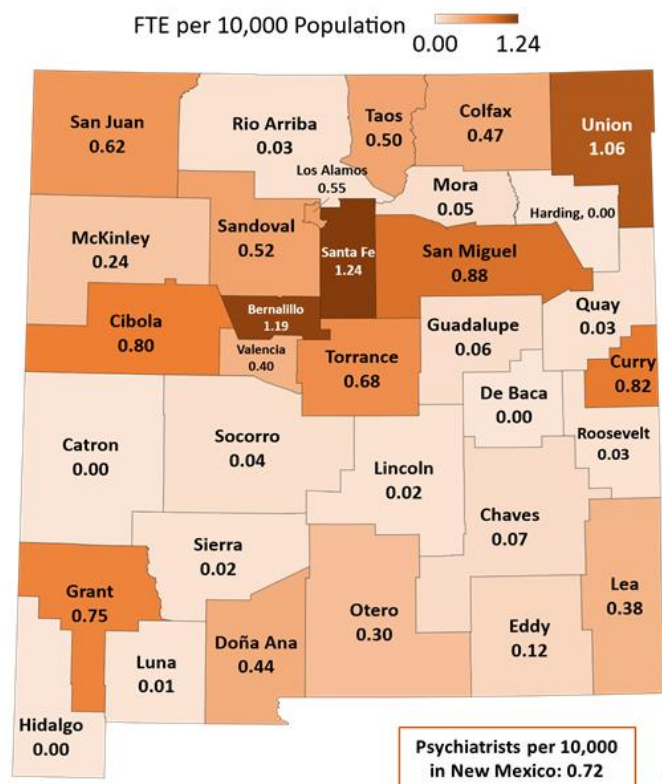 FTE per 10,000 Population
0.00 1.24
San Juan
0.62
Rio Arriba
0.03
Taos
0.50
Colfax
0.47
Union
1.06
Los Alamos
0.55
Mora
0.05
Harding, 0.00
McKinley
0.24
Sandoval
0.52
Santa Fe
1.24
San Miguel
0.88
Quay
0.03
Cibola
0.80
Bernalillo
1.19
Valencia
0.40
Torrance
0.68
Guadalupe
0.06
Curry
0.82
De Baca
0.00
Roosevelt
0.03
Catron
0.00
Socorro
0.04
Lincoln
0.02
Chaves
0.07
Sierra
0.02
Grant
0.75
Doña Ana
0.44
Otero
0.30
Eddy
0.12
Lea
0.38
Luna
0.01
Hidalgo
0.00
Psychiatrists per 10,000
in New Mexico: 0.72